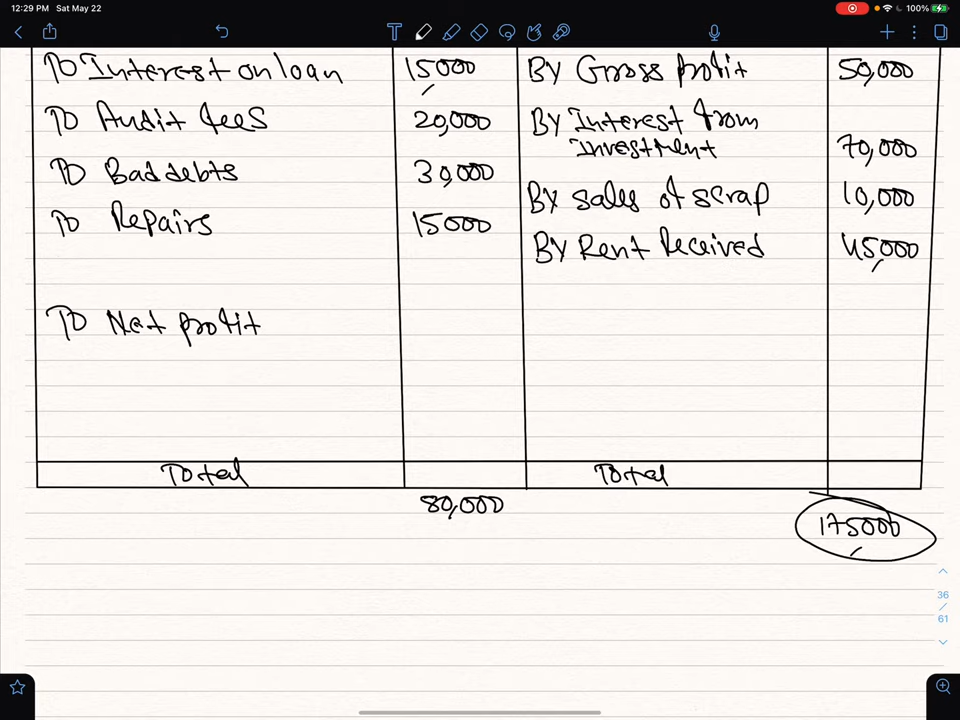 12:29 PM Sat May 22
100%
To Interest on loan 15,000 By Gross profit 50,000
To Audit fees 20,000 By Interest from
Investment 70,000
To Bad debts 30,000
By sales of scrap 10,000
To Repairs 15000
By Rent Received 45,000
To Net profit
Total Total
80,000
175000
36
/
61